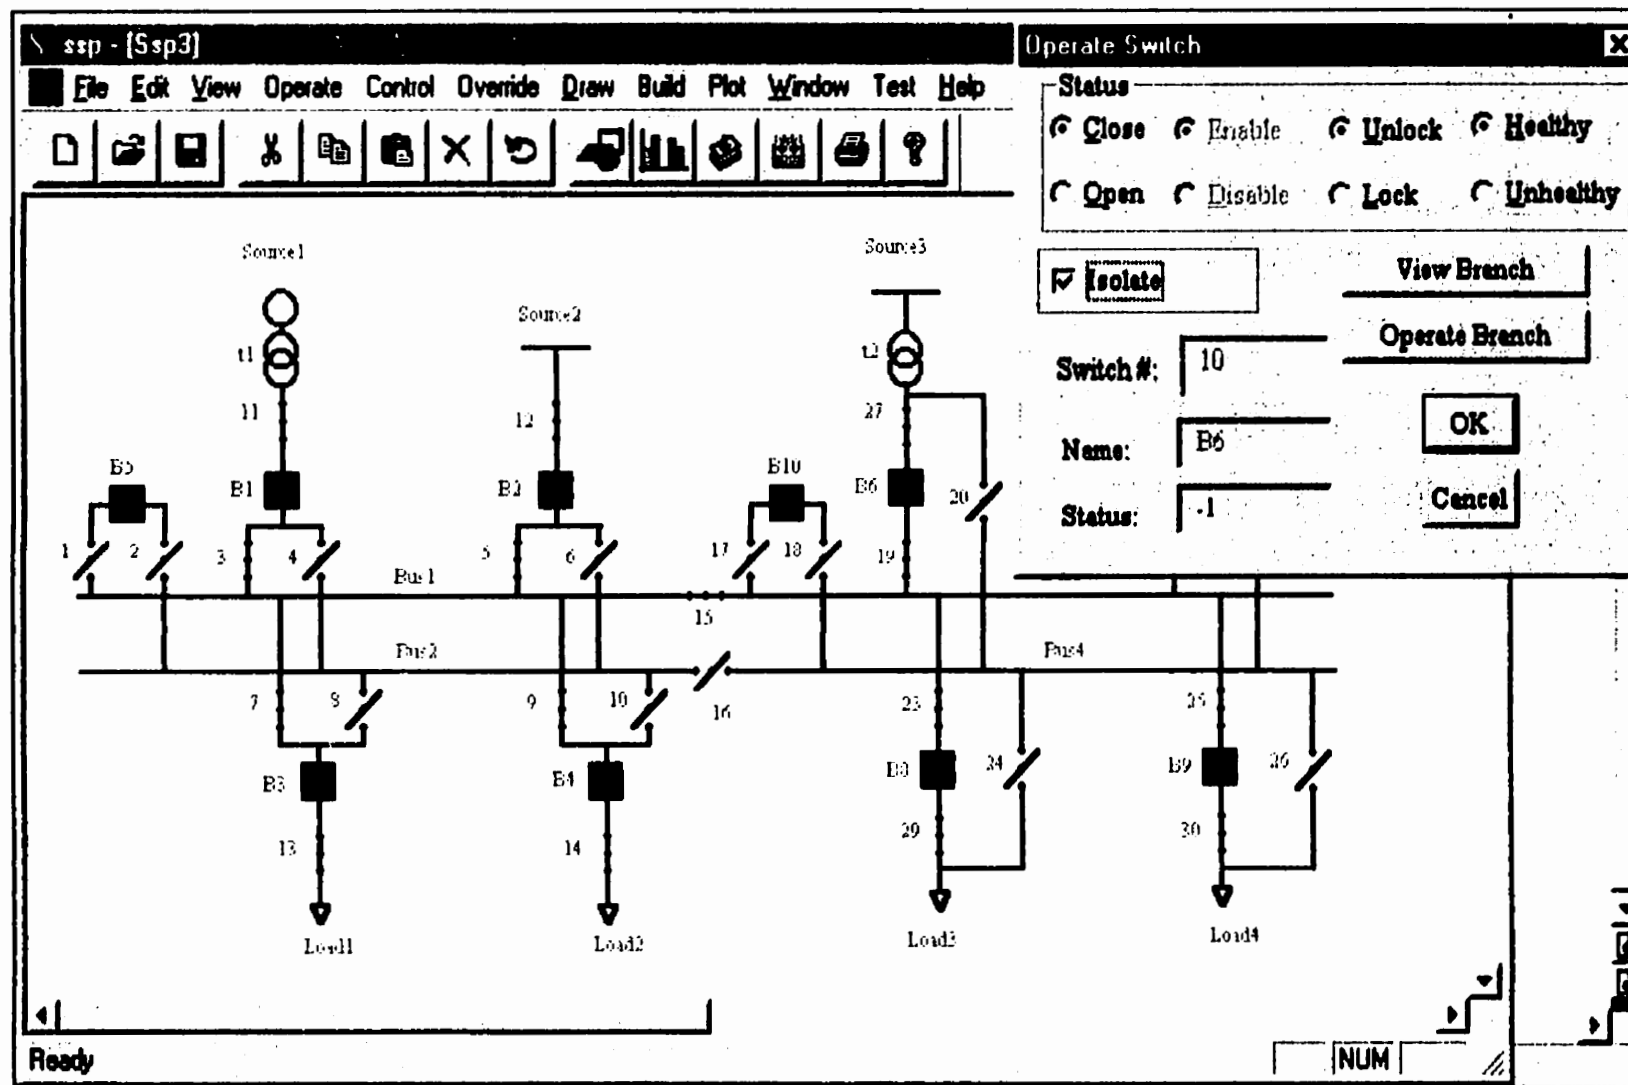 ssp - [Ssp3]
File Edit View Operate Control Override Draw Build Plot Window Test Help
Operate Switch
Status
Close Enable Unlock Healthy
Open Disable Lock Unhealthy
Isolate
View Branch
Operate Branch
Switch #: 10
OK
Name: B6
Cancel
Status: .1
Source1
Source3
Source2
t1
t2
11
12
27
B5
B1
B2
B10
B6
20
1
2
3
4
5
6
17
18
19
Bus1
15
Bus2
Bus4
7
8
9
10
16
23
25
B3
B4
B8
24
B9
26
13
14
29
30
Load1
Load2
Load3
Load4
Ready
NUM